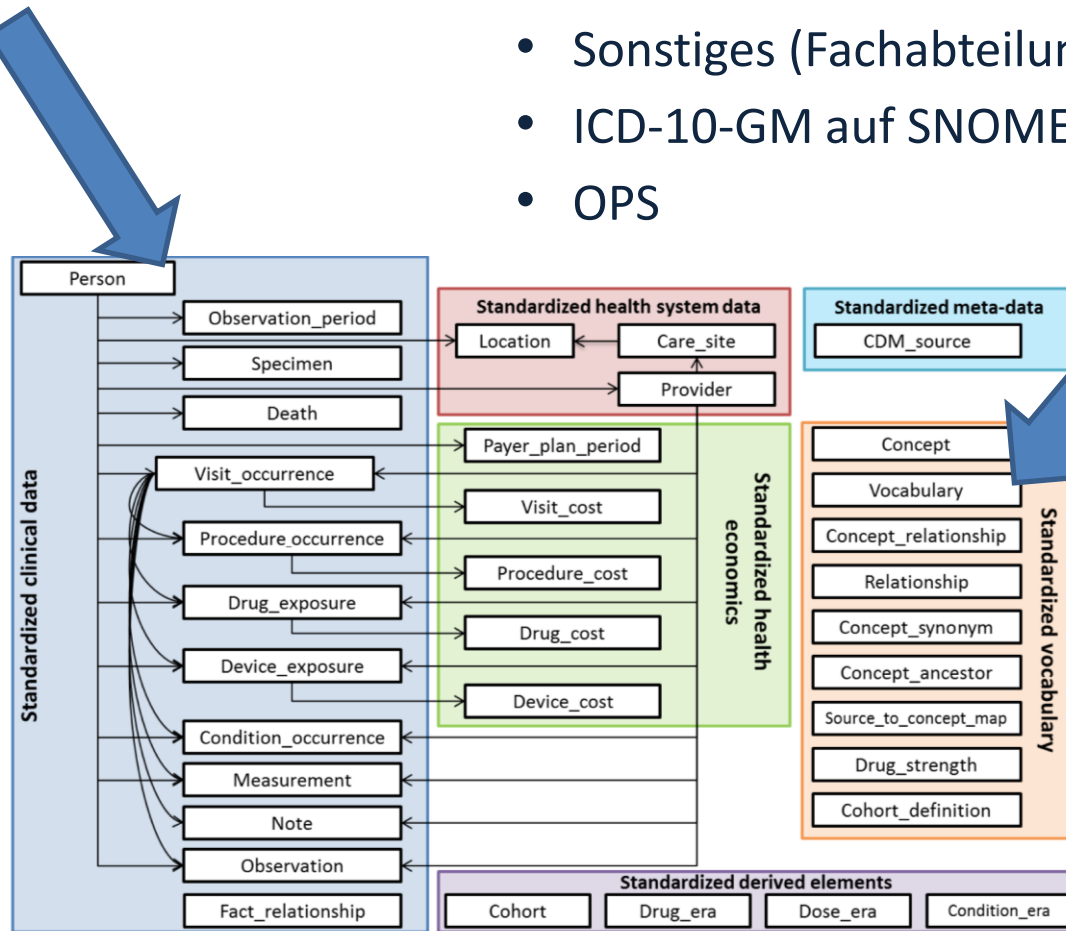 • Sonstiges (Fachabteilun
• ICD-10-GM auf SNOME
• OPS
Person
Observation_period
Specimen
Death
Visit_occurrence
Procedure_occurrence
Drug_exposure
Device_exposure
Condition_occurrence
Measurement
Note
Observation
Fact_relationship
Standardized clinical data
Standardized health system data
Location
Care_site
Provider
Payer_plan_period
Visit_cost
Procedure_cost
Drug_cost
Device_cost
Standardized health
economics
Standardized meta-data
CDM_source
Concept
Vocabulary
Concept_relationship
Relationship
Concept_synonym
Concept_ancestor
Source_to_concept_map
Drug_strength
Cohort_definition
Standardized vocabulary
Standardized derived elements
Cohort
Drug_era
Dose_era
Condition_era